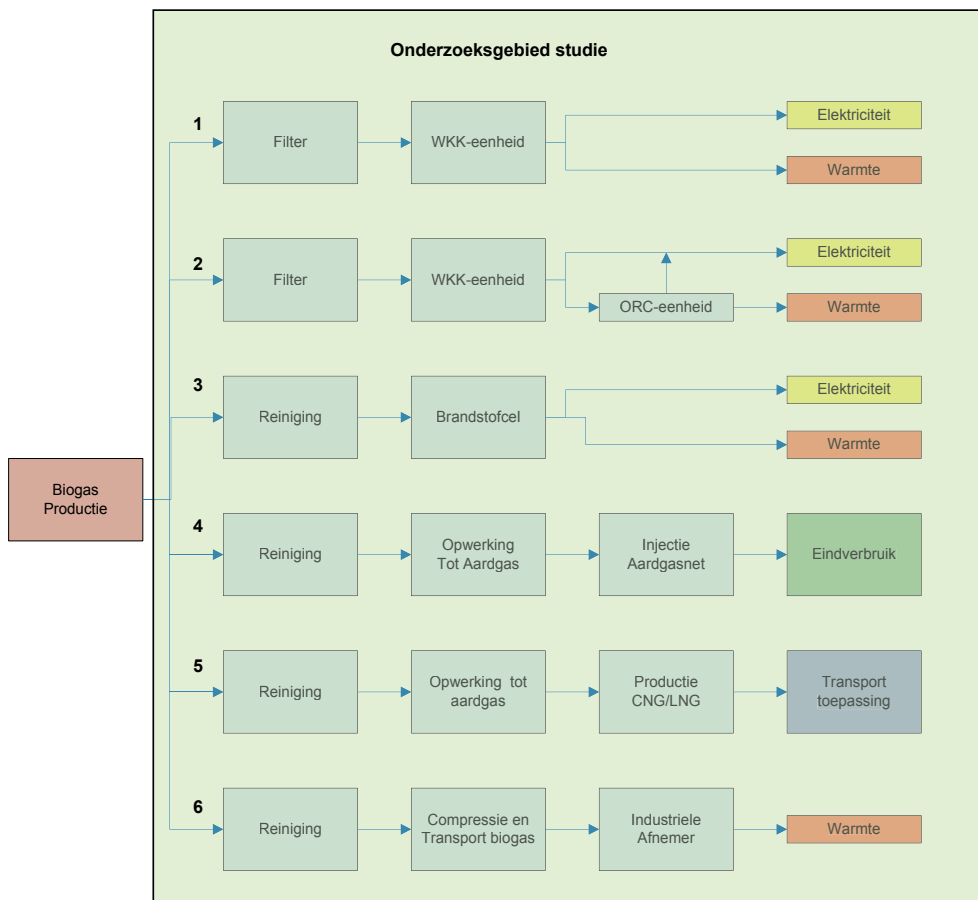 Onderzoeksgebied studie
1
Filter
WKK-eenheid
Elektriciteit
Warmte
2
Filter
WKK-eenheid
ORC-eenheid
Elektriciteit
Warmte
3
Reiniging
Brandstofcel
Elektriciteit
Warmte
Biogas
Productie
4
Reiniging
Opwerking
Tot Aardgas
Injectie
Aardgasnet
Eindverbruik
5
Reiniging
Opwerking tot
aardgas
Productie
CNG/LNG
Transport
toepassing
6
Reiniging
Compressie en
Transport biogas
Industriele
Afnemer
Warmte